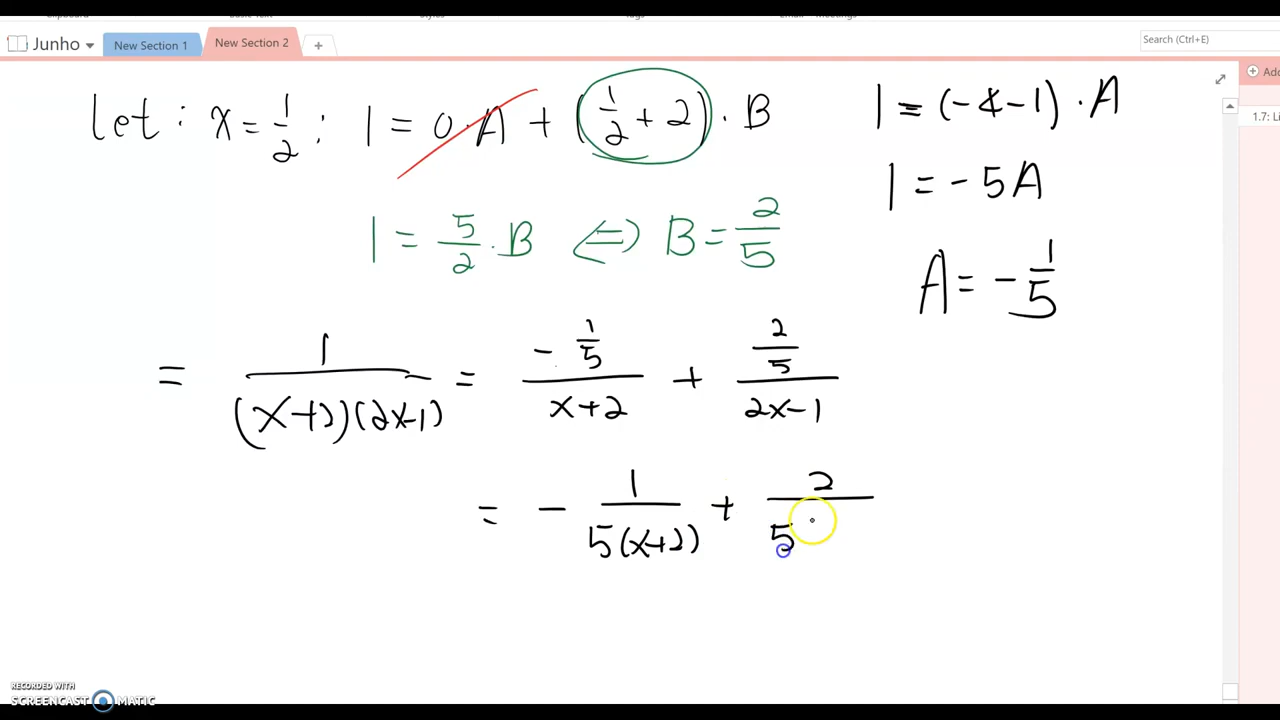 Junho
New Section 1
New Section 2
+
Search (Ctrl+E)
let : x = 1/2 ; 1 = 0 · A + (1/2 + 2) · B
1 = 5/2 · B ⇔ B = 2/5
1 = (-4-1) · A
1 = -5A
A = - 1/5
= 1/((x+2)(2x-1)) = (- 1/5)/(x+2) + (2/5)/(2x-1)
= - 1/(5(x+2)) + 2/5
RECORDED WITH
SCREENCAST MATIC